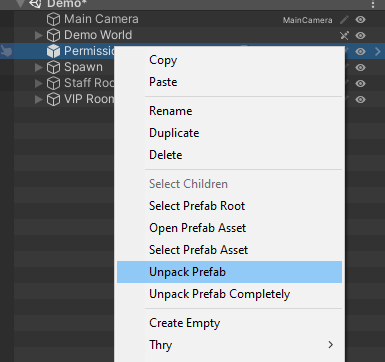 Demo*
Main Camera
MainCamera
Demo World
Permissio
Spawn
Staff Roo
VIP Room
Copy
Paste
Rename
Duplicate
Delete
Select Children
Select Prefab Root
Open Prefab Asset
Select Prefab Asset
Unpack Prefab
Unpack Prefab Completely
Create Empty
Thry